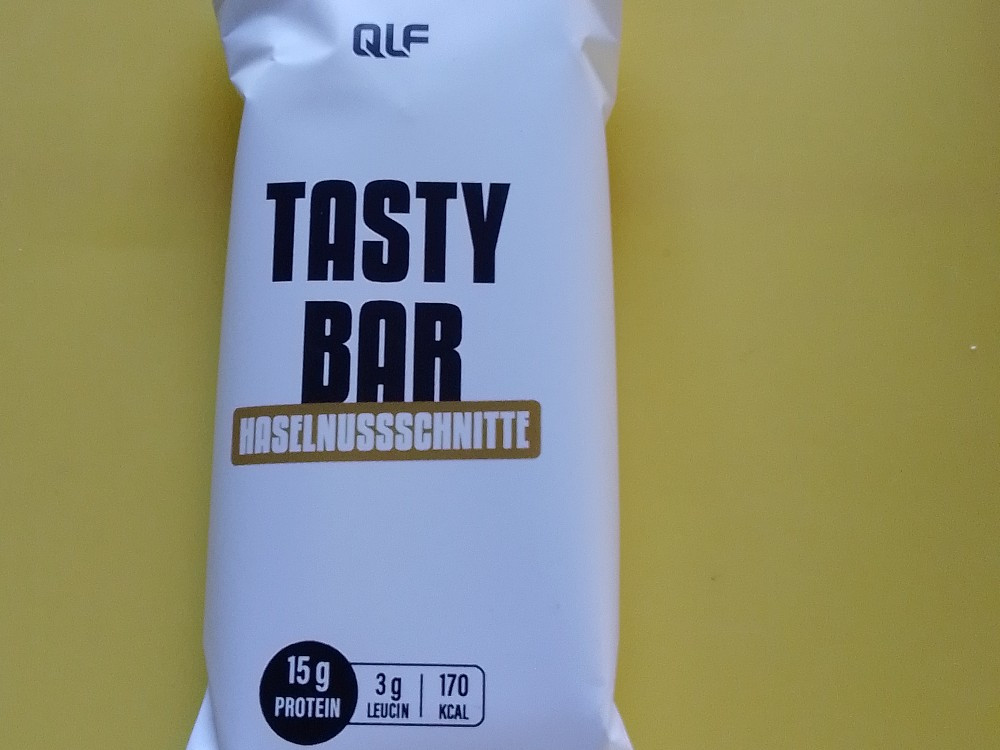 QLF
TASTY
BAR
HASELNUSSSCHNITTE
15 g
PROTEIN
3 g
LEUCIN
170
KCAL